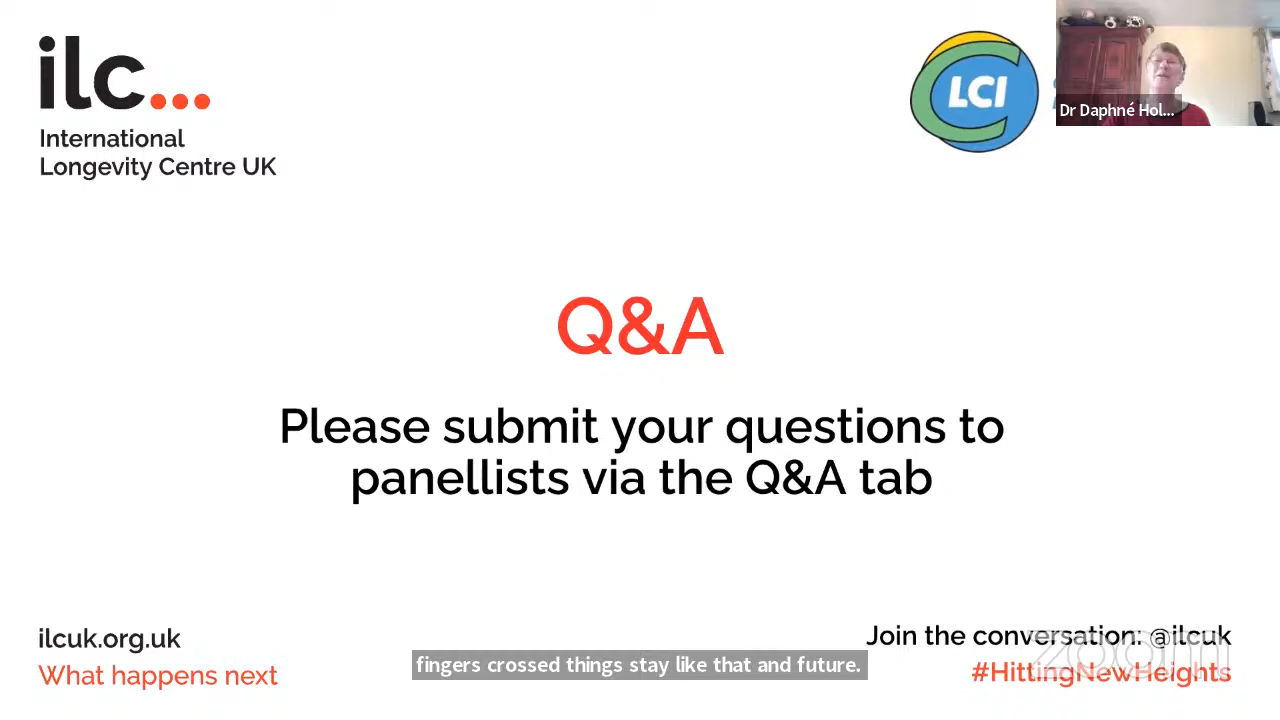 ilc...
International
Longevity Centre UK
LCI
Dr Daphné Hol...
Q&A
Please submit your questions to
panellists via the Q&A tab
ilcuk.org.uk
What happens next
fingers crossed things stay like that and future.
Join the conversation: @ilcuk
#HittingNewHeights
zoom